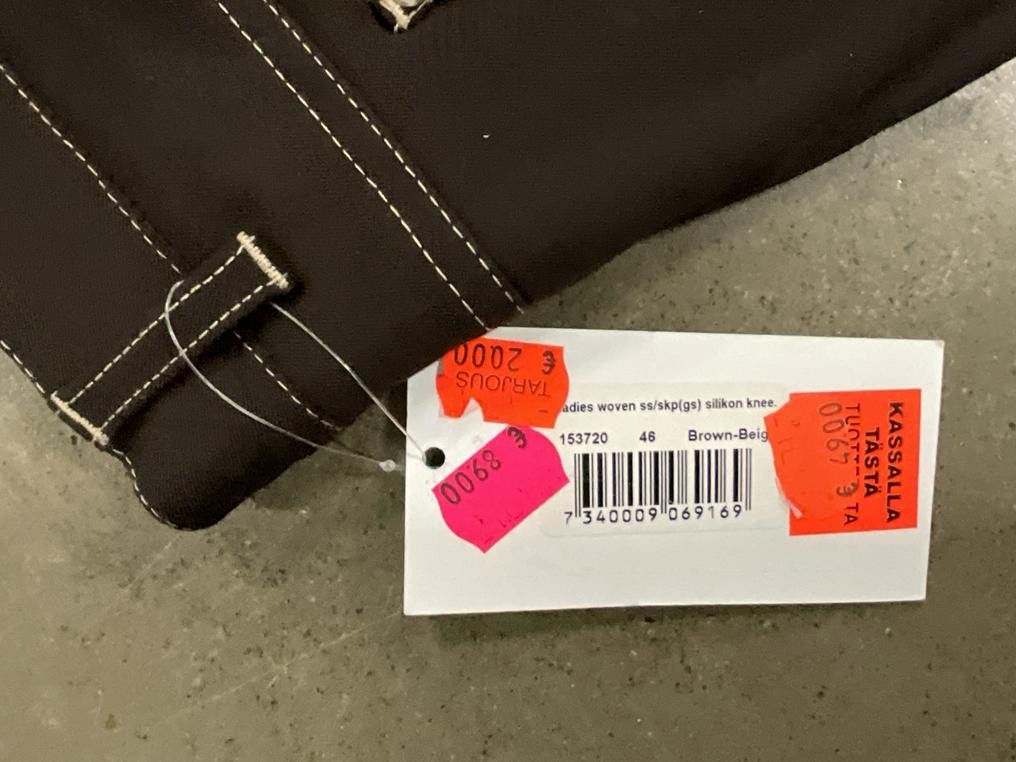 TARJOUS
€ 2000
adies woven ss/skp(gs) silikon knee.
153720 46 Brown-Beig
7 340009 069169
€ 8900
KASSALLA
TÄSTÄ
TA
€ 4900